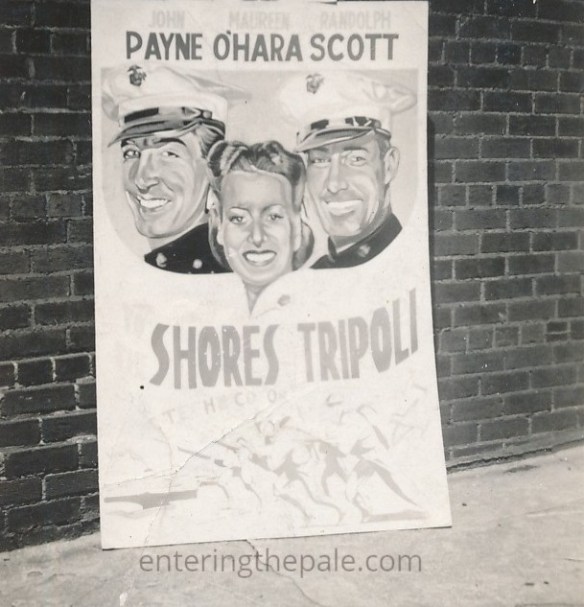 JOHN MAUREEN RANDOLPH
PAYNE O'HARA SCOTT
SHORES TRIPOLI
enteringthepale.com